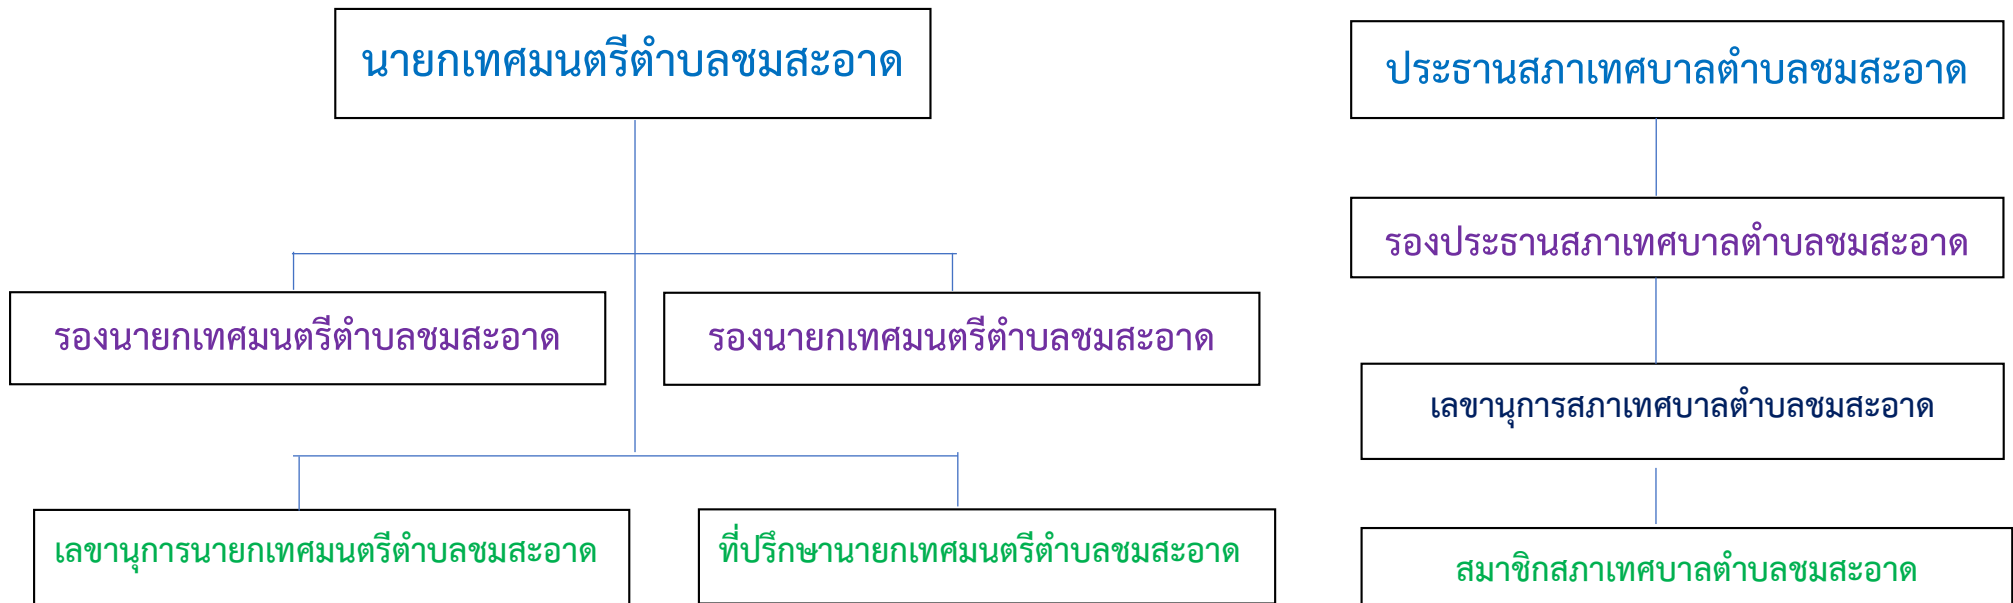 นายกเทศมนตรีตำบลชมสะอาด
รองนายกเทศมนตรีตำบลชมสะอาด
รองนายกเทศมนตรีตำบลชมสะอาด
เลขานุการนายกเทศมนตรีตำบลชมสะอาด
ที่ปรึกษานายกเทศมนตรีตำบลชมสะอาด
ประธานสภาเทศบาลตำบลชมสะอาด
รองประธานสภาเทศบาลตำบลชมสะอาด
เลขานุการสภาเทศบาลตำบลชมสะอาด
สมาชิกสภาเทศบาลตำบลชมสะอาด